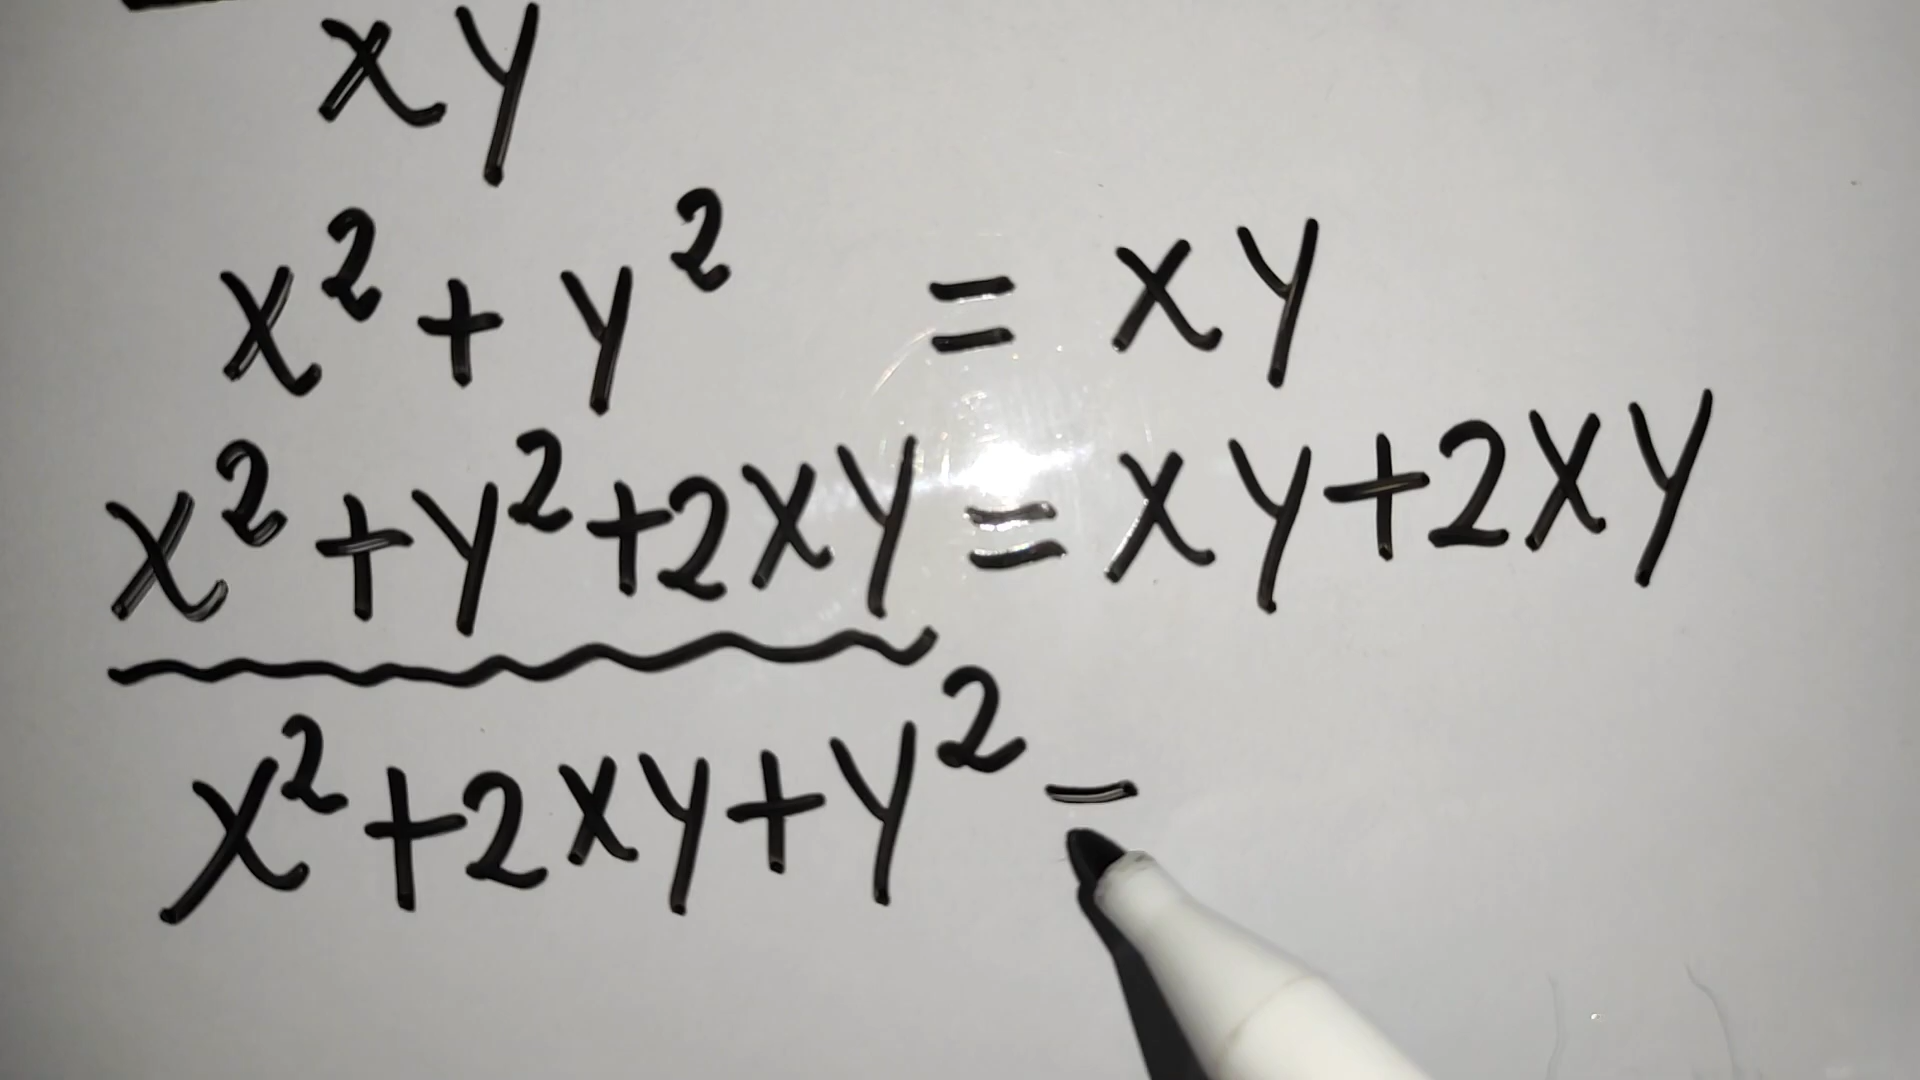 xy
x² + y² = xy
x² + y² + 2xy = xy + 2xy
x² + 2xy + y² -